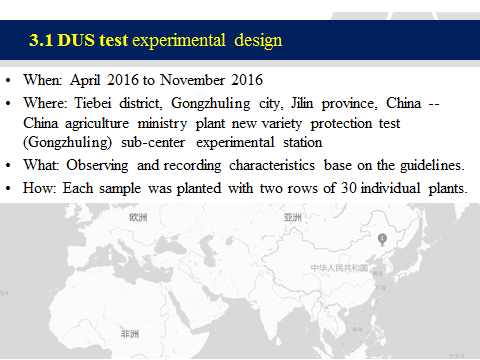 3.1 DUS test experimental design
• When: April 2016 to November 2016
• Where: Tiebei district, Gongzhuling city, Jilin province, China --
China agriculture ministry plant new variety protection test
(Gongzhuling) sub-center experimental station
• What: Observing and recording characteristics base on the guidelines.
• How: Each sample was planted with two rows of 30 individual plants.
欧洲
亚洲
1
中华人民共和国
非洲